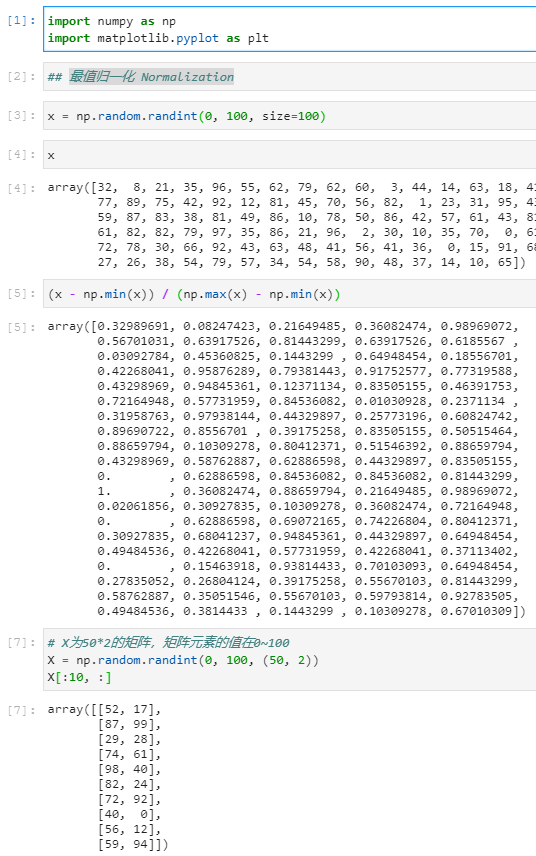 [1]: import numpy as np
import matplotlib.pyplot as plt
[2]: ## 最值归一化 Normalization
[3]: x = np.random.randint(0, 100, size=100)
[4]: x
[4]: array([32,  8, 21, 35, 96, 55, 62, 79, 62, 60,  3, 44, 14, 63, 18, 41
77, 89, 75, 42, 92, 12, 81, 45, 70, 56, 82,  1, 23, 31, 95, 43
59, 87, 83, 38, 81, 49, 86, 10, 78, 50, 86, 42, 57, 61, 43, 81
61, 82, 82, 79, 97, 35, 86, 21, 96,  2, 30, 10, 35, 70,  0, 61
72, 78, 30, 66, 92, 43, 63, 48, 41, 56, 41, 36,  0, 15, 91, 68
27, 26, 38, 54, 79, 57, 34, 54, 58, 90, 48, 37, 14, 10, 65])
[5]: (x - np.min(x)) / (np.max(x) - np.min(x))
[5]: array([0.32989691, 0.08247423, 0.21649485, 0.36082474, 0.98969072,
0.56701031, 0.63917526, 0.81443299, 0.63917526, 0.6185567 ,
0.03092784, 0.45360825, 0.1443299 , 0.64948454, 0.18556701,
0.42268041, 0.95876289, 0.79381443, 0.91752577, 0.77319588,
0.43298969, 0.94845361, 0.12371134, 0.83505155, 0.46391753,
0.72164948, 0.57731959, 0.84536082, 0.01030928, 0.2371134 ,
0.31958763, 0.97938144, 0.44329897, 0.25773196, 0.60824742,
0.89690722, 0.8556701 , 0.39175258, 0.83505155, 0.50515464,
0.88659794, 0.10309278, 0.80412371, 0.51546392, 0.88659794,
0.43298969, 0.58762887, 0.62886598, 0.44329897, 0.83505155,
0.        , 0.62886598, 0.84536082, 0.84536082, 0.81443299,
1.        , 0.36082474, 0.88659794, 0.21649485, 0.98969072,
0.02061856, 0.30927835, 0.10309278, 0.36082474, 0.72164948,
0.        , 0.62886598, 0.69072165, 0.74226804, 0.80412371,
0.30927835, 0.68041237, 0.94845361, 0.44329897, 0.64948454,
0.49484536, 0.42268041, 0.57731959, 0.42268041, 0.37113402,
0.        , 0.15463918, 0.93814433, 0.70103093, 0.64948454,
0.27835052, 0.26804124, 0.39175258, 0.55670103, 0.81443299,
0.58762887, 0.35051546, 0.55670103, 0.59793814, 0.92783505,
0.49484536, 0.3814433 , 0.1443299 , 0.10309278, 0.67010309])
[7]: # X为50*2的矩阵，矩阵元素的值在0~100
X = np.random.randint(0, 100, (50, 2))
X[:10, :]
[7]: array([[52, 17],
[87, 99],
[29, 28],
[74, 61],
[98, 40],
[82, 24],
[72, 92],
[40,  0],
[56, 12],
[59, 94]])